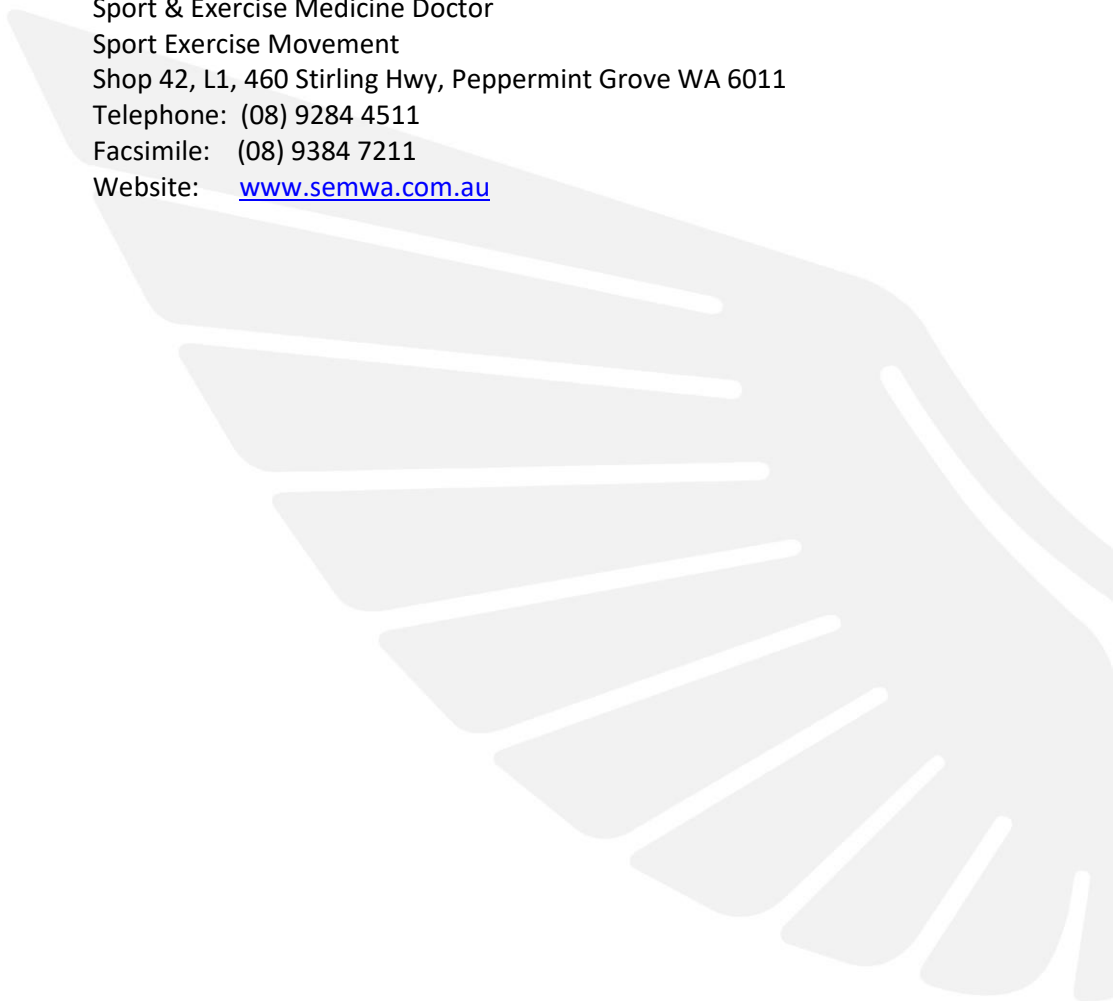 Sport & Exercise Medicine Doctor
Sport Exercise Movement
Shop 42, L1, 460 Stirling Hwy, Peppermint Grove WA 6011
Telephone: (08) 9284 4511
Facsimile: (08) 9384 7211
Website: www.semwa.com.au